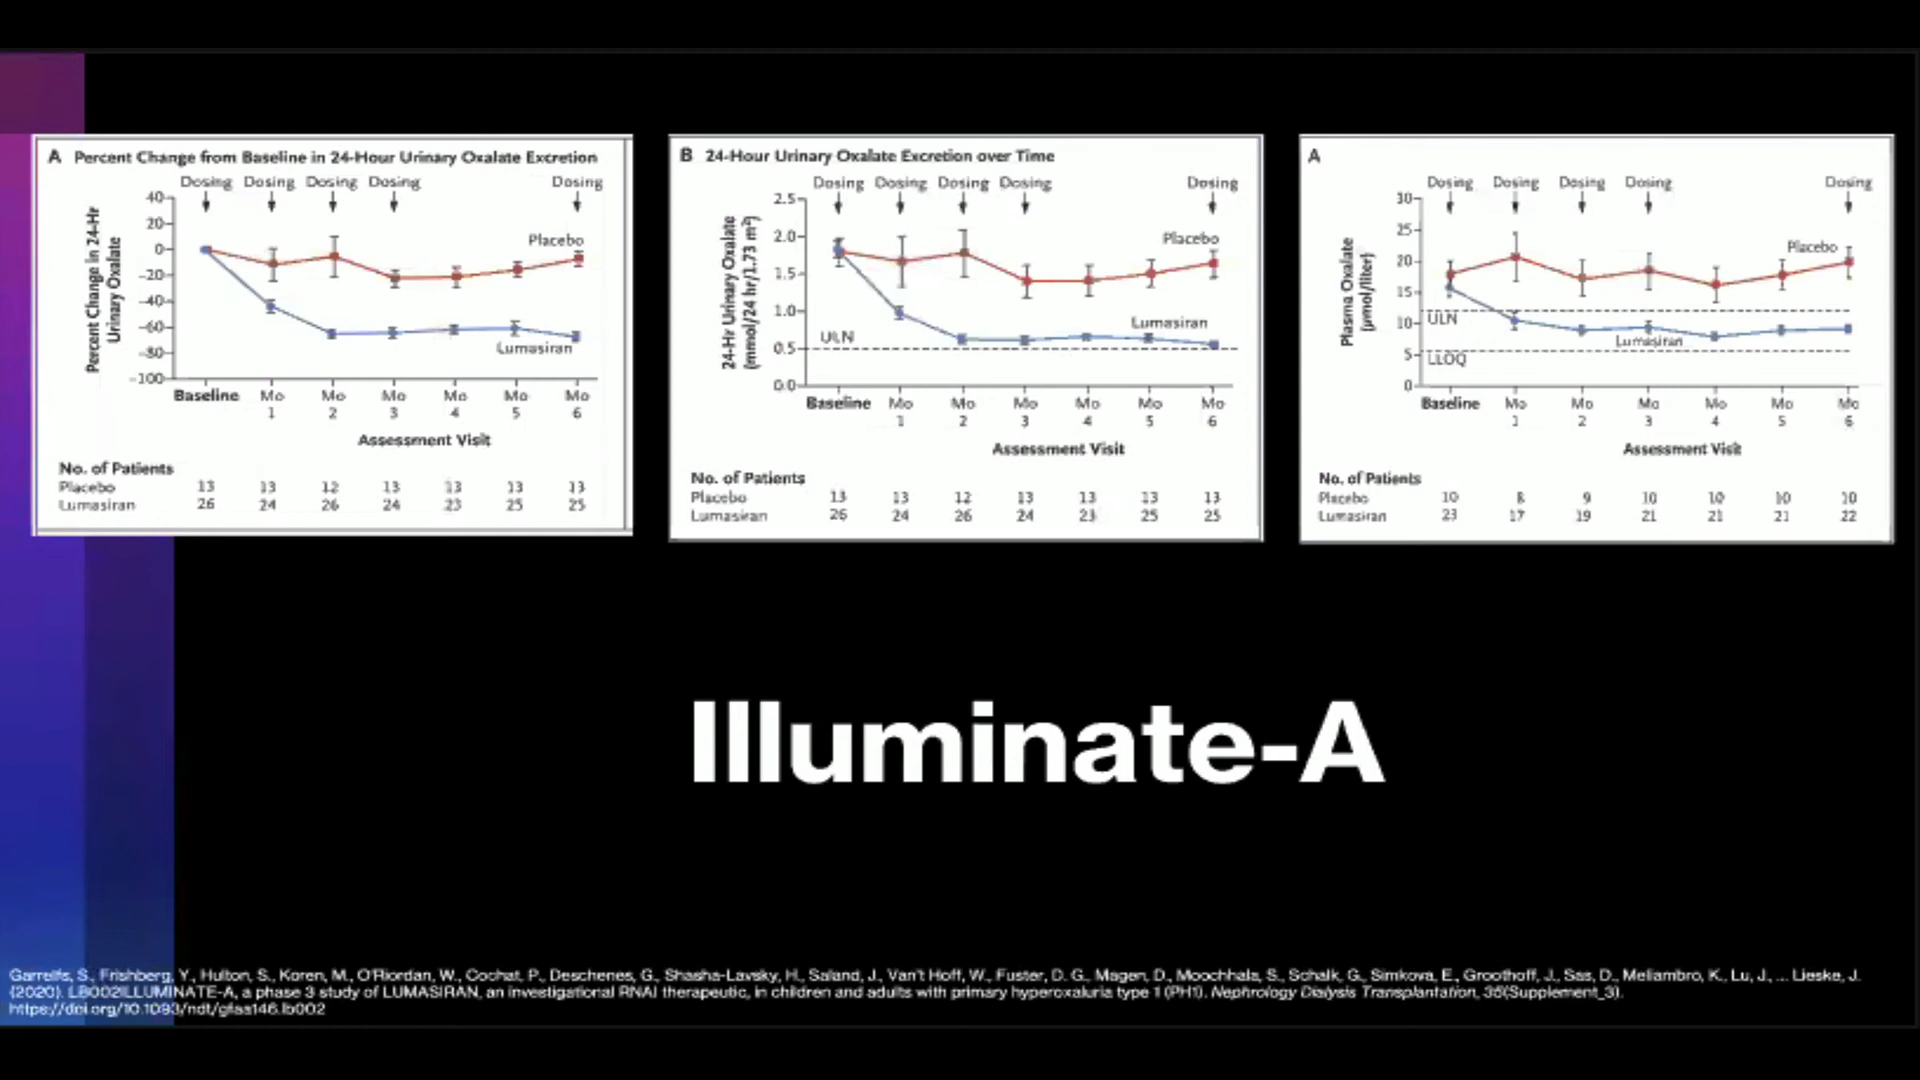 A Percent Change from Baseline in 24-Hour Urinary Oxalate Excretion
Dosing Dosing Dosing Dosing Dosing
Percent Change in 24-Hr
Urinary Oxalate
40
20
0
-20
-40
-60
-80
-100
Placebo
Lumasiran
Baseline Mo 1 Mo 2 Mo 3 Mo 4 Mo 5 Mo 6
Assessment Visit
No. of Patients
Placebo 13 13 12 13 13 13 13
Lumasiran 26 24 26 24 23 25 25
B 24-Hour Urinary Oxalate Excretion over Time
Dosing Dosing Dosing Dosing Dosing
24-Hr Urinary Oxalate
(mmol/24 hr/1.73 m²)
2.5
2.0
1.5
1.0
0.5
0.0
Placebo
Lumasiran
ULN
Baseline Mo 1 Mo 2 Mo 3 Mo 4 Mo 5 Mo 6
Assessment Visit
No. of Patients
Placebo 13 13 12 13 13 13 13
Lumasiran 26 24 26 24 23 25 25
A
Dosing Dosing Dosing Dosing Dosing
Plasma Oxalate
(µmol/liter)
30
25
20
15
10
5
0
Placebo
ULN
Lumasiran
LLOQ
Baseline Mo 1 Mo 2 Mo 3 Mo 4 Mo 5 Mo 6
Assessment Visit
No. of Patients
Placebo 10 8 9 10 10 10 10
Lumasiran 23 17 19 21 21 21 22
Illuminate-A
Garrelfs, S., Frishberg, Y., Hulton, S., Koren, M., O'Riordan, W., Cochat, P., Deschenes, G., Shasha-Lavsky, H., Saland, J., Van't Hoff, W., Fuster, D. G., Magen, D., Moochhala, S., Schalk, G., Simkova, E., Groothoff, J., Sas, D., Meliambro, K., Lu, J., ... Lieske, J.
(2020). LB002ILLUMINATE-A, a phase 3 study of LUMASIRAN, an investigational RNAI therapeutic, in children and adults with primary hyperoxaluria type 1 (PH1). Nephrology Dialysis Transplantation, 35(Supplement_3).
https://doi.org/10.1093/ndt/gfaa146.lb002